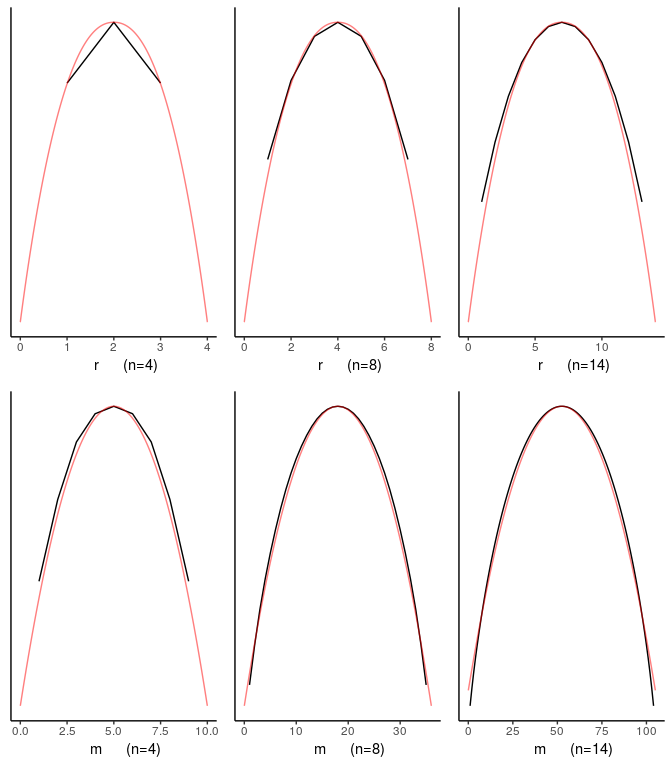 0 1 2 3 4
r (n=4)
0 2 4 6 8
r (n=8)
0 5 10
r (n=14)
0.0 2.5 5.0 7.5 10.0
m (n=4)
0 10 20 30
m (n=8)
0 25 50 75 100
m (n=14)